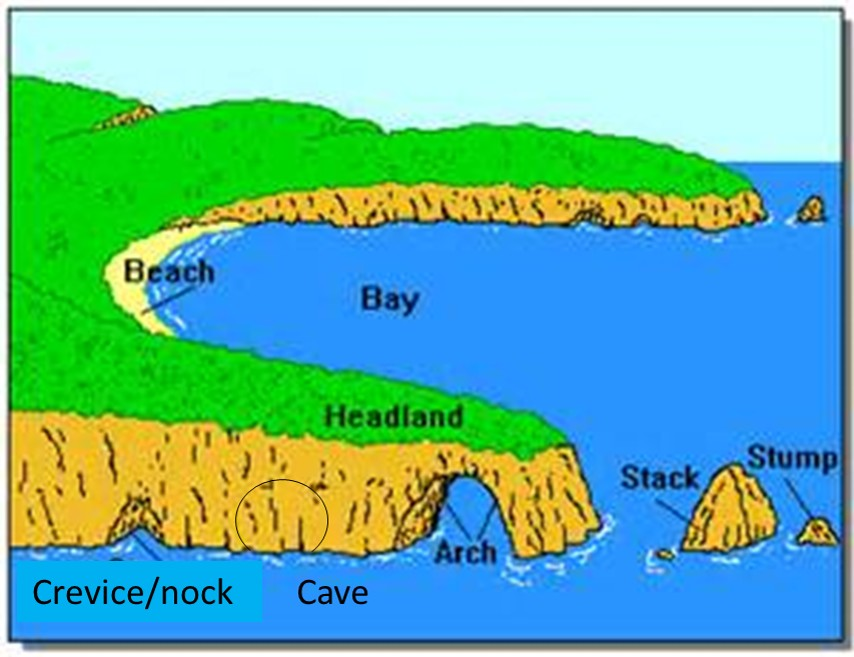 Beach
Bay
Headland
Stack
Stump
Arch
Crevice/nock
Cave